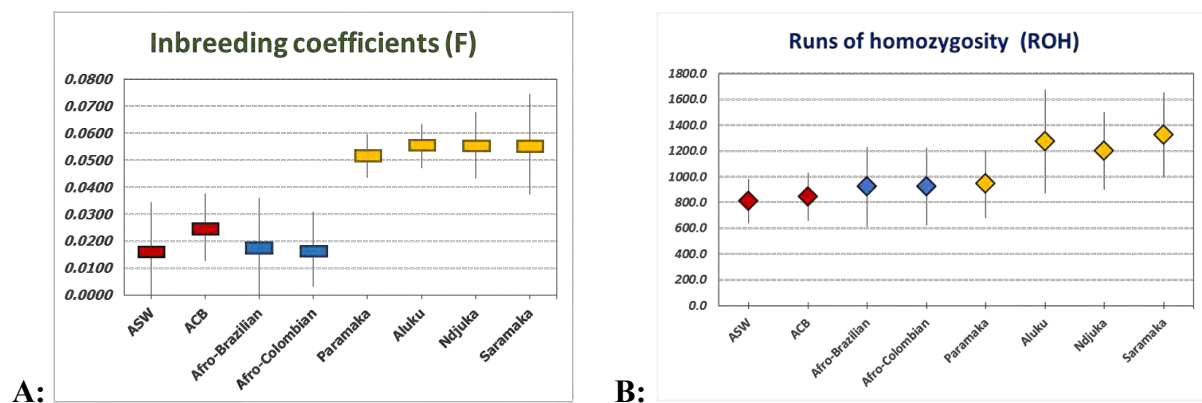 Inbreeding coefficients (F)
0.0800
0.0700
0.0600
0.0500
0.0400
0.0300
0.0200
0.0100
0.0000
ASW
ACB
Afro-Brazilian
Afro-Colombian
Paramaka
Aluku
Ndjuka
Saramaka
A:
Runs of homozygosity (ROH)
1800.0
1600.0
1400.0
1200.0
1000.0
800.0
600.0
400.0
200.0
0.0
ASW
ACB
Afro-Brazilian
Afro-Colombian
Paramaka
Aluku
Ndjuka
Saramaka
B: